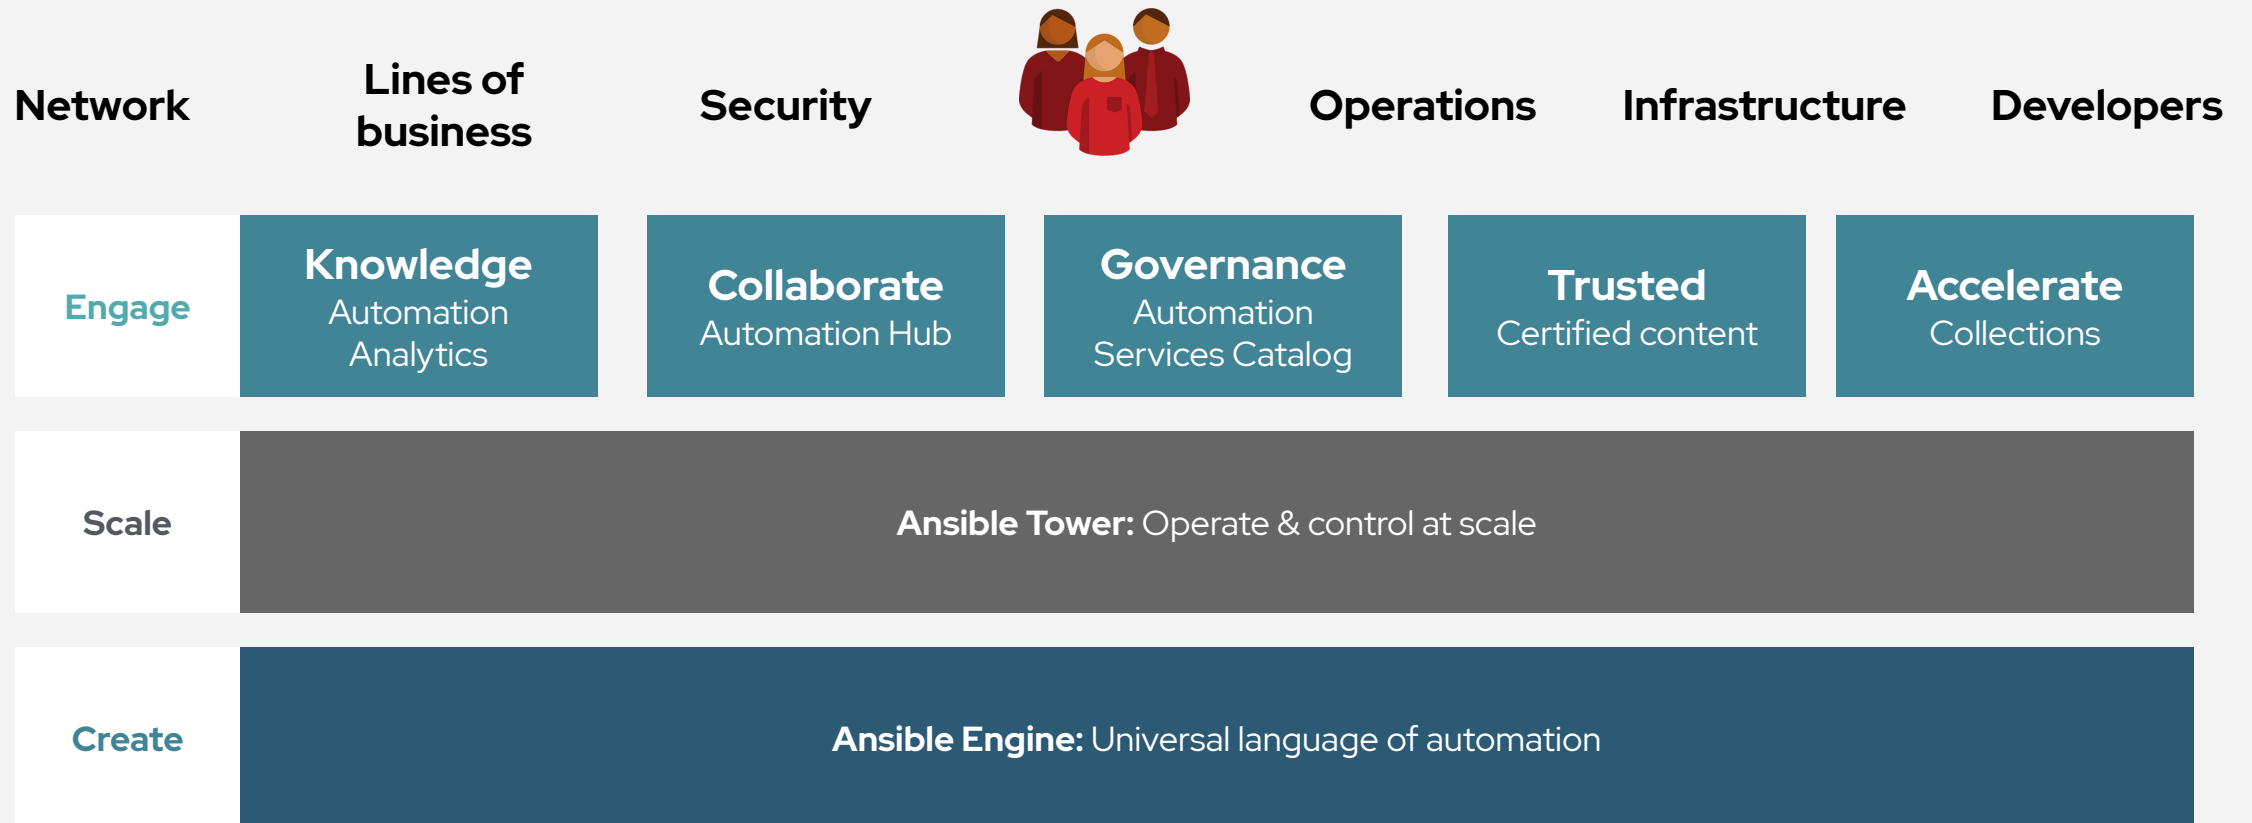 Network
Lines of
business
Security
Operations
Infrastructure
Developers
Engage
Knowledge
Automation
Analytics
Collaborate
Automation Hub
Governance
Automation
Services Catalog
Trusted
Certified content
Accelerate
Collections
Scale
Ansible Tower: Operate & control at scale
Create
Ansible Engine: Universal language of automation